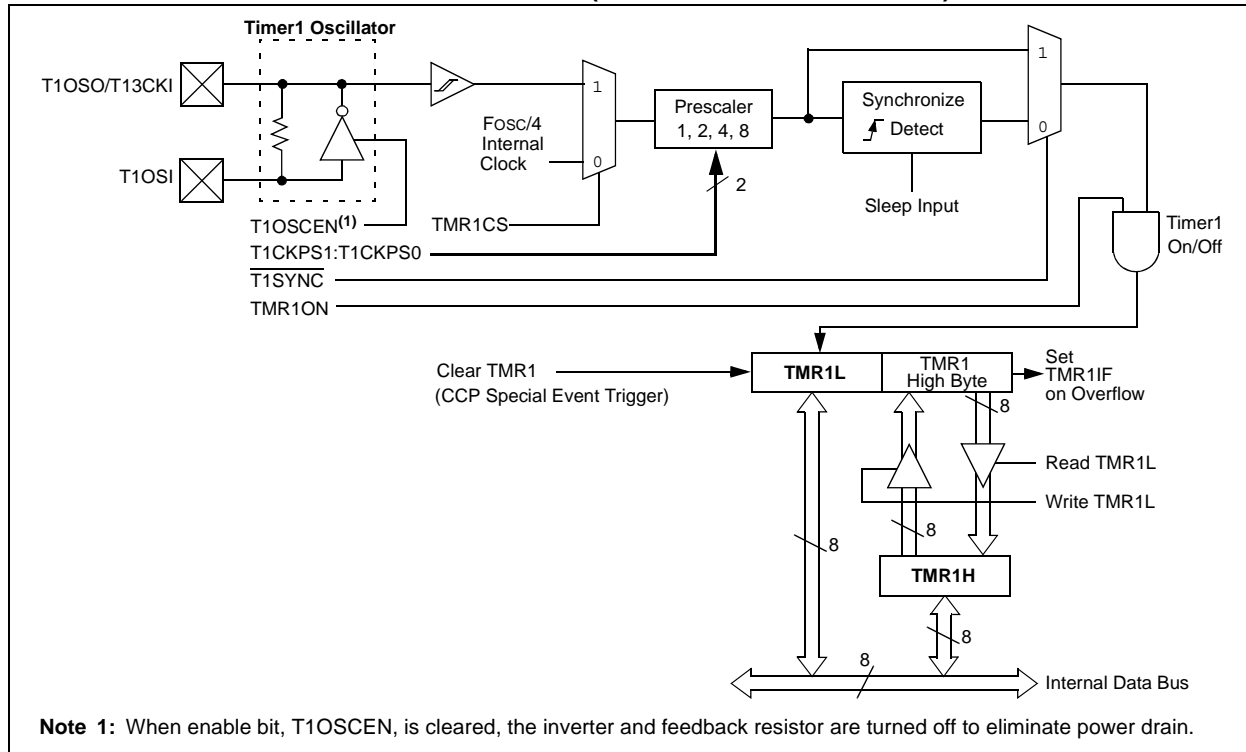 Timer1 Oscillator
T1OSO/T13CKI
T1OSI
FOSC/4
Internal
Clock
1
0
Prescaler
1, 2, 4, 8
2
Synchronize
Detect
1
0
Sleep Input
T1OSCEN(1)
TMR1CS
T1CKPS1:T1CKPS0
T1SYNC
TMR1ON
Timer1
On/Off
Clear TMR1
(CCP Special Event Trigger)
TMR1L
TMR1
High Byte
Set
TMR1IF
on Overflow
8
Read TMR1L
Write TMR1L
8
8
TMR1H
8
8
Internal Data Bus
Note 1: When enable bit, T1OSCEN, is cleared, the inverter and feedback resistor are turned off to eliminate power drain.